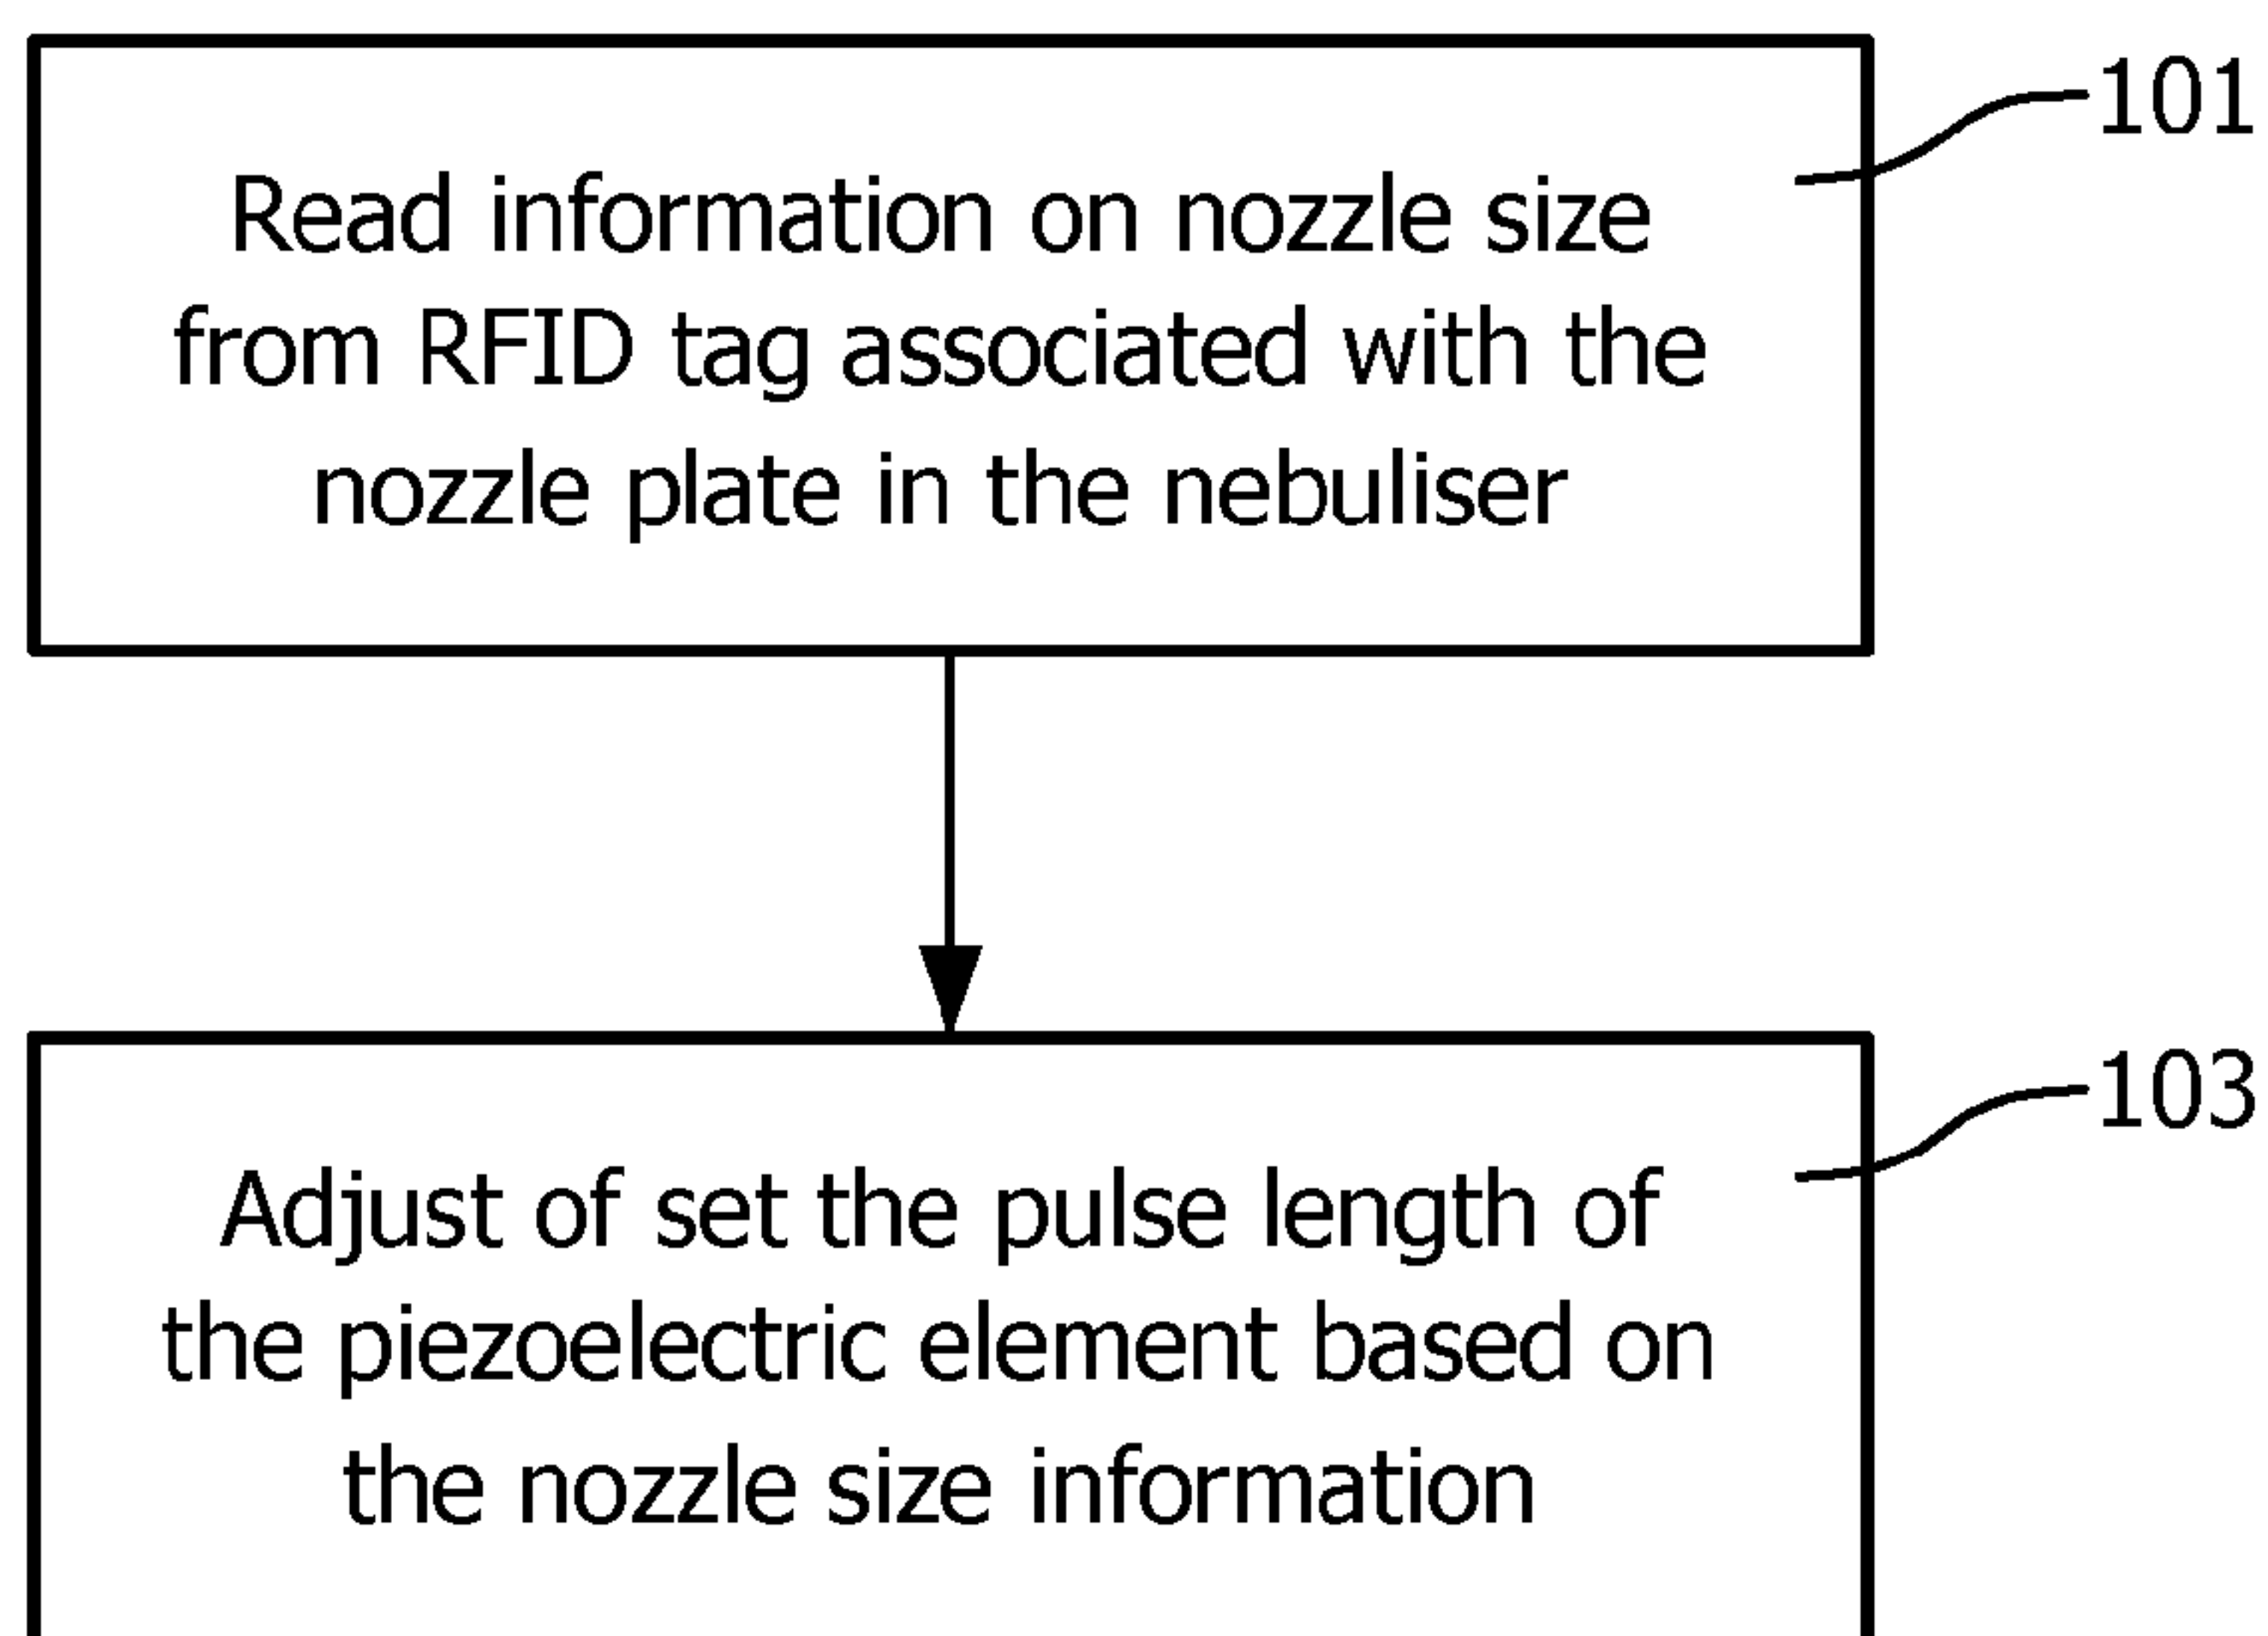 101
Read information on nozzle size
from RFID tag associated with the
nozzle plate in the nebuliser
103
Adjust of set the pulse length of
the piezoelectric element based on
the nozzle size information